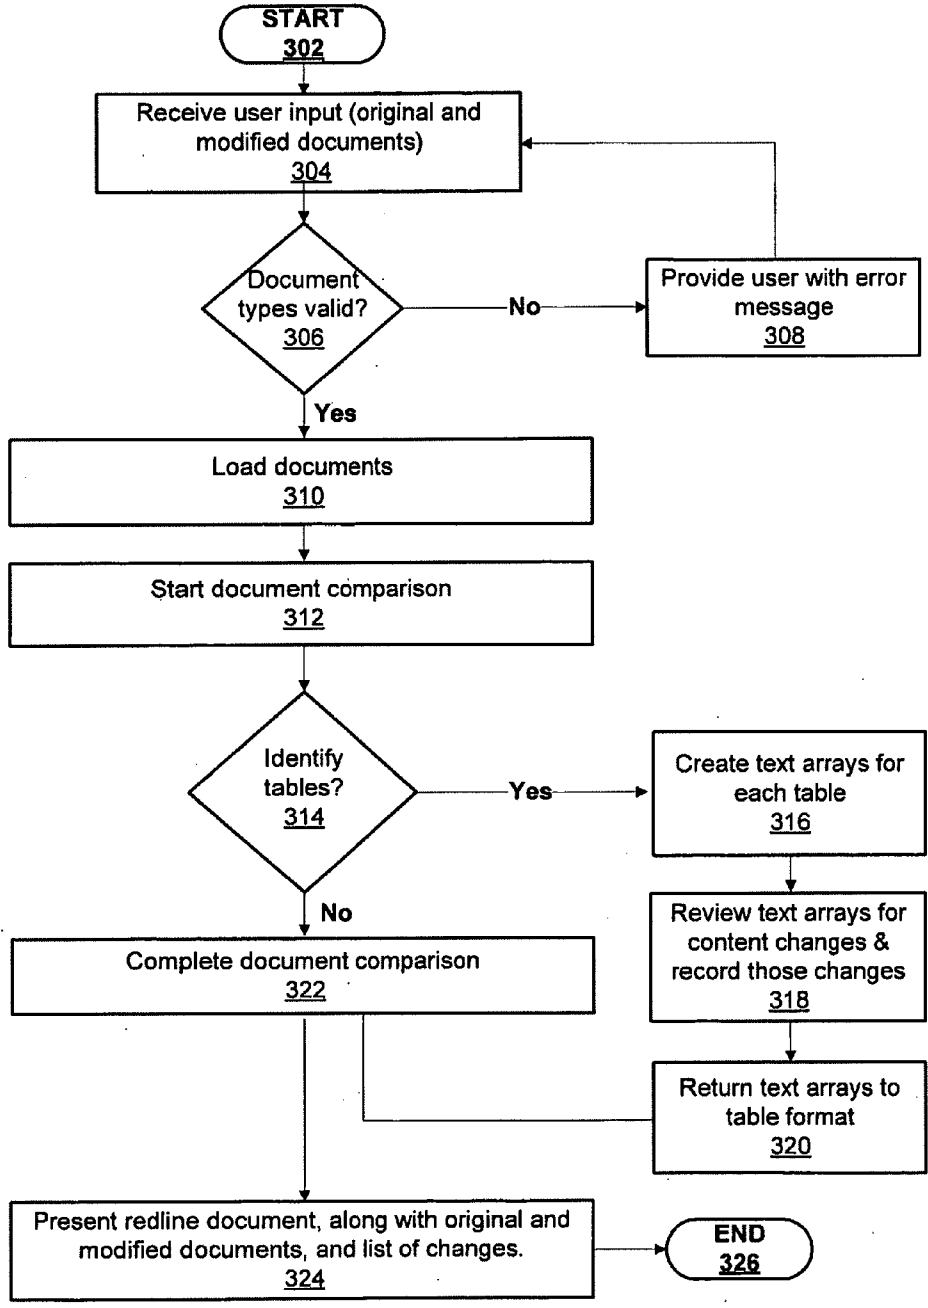 START
302
Receive user input (original and
modified documents)
304
Document
types valid?
306
No
Provide user with error
message
308
Yes
Load documents
310
Start document comparison
312
Identify
tables?
314
Yes
Create text arrays for
each table
316
No
Review text arrays for
content changes &
record those changes
318
Complete document comparison
322
Return text arrays to
table format
320
Present redline document, along with original and
modified documents, and list of changes.
324
END
326